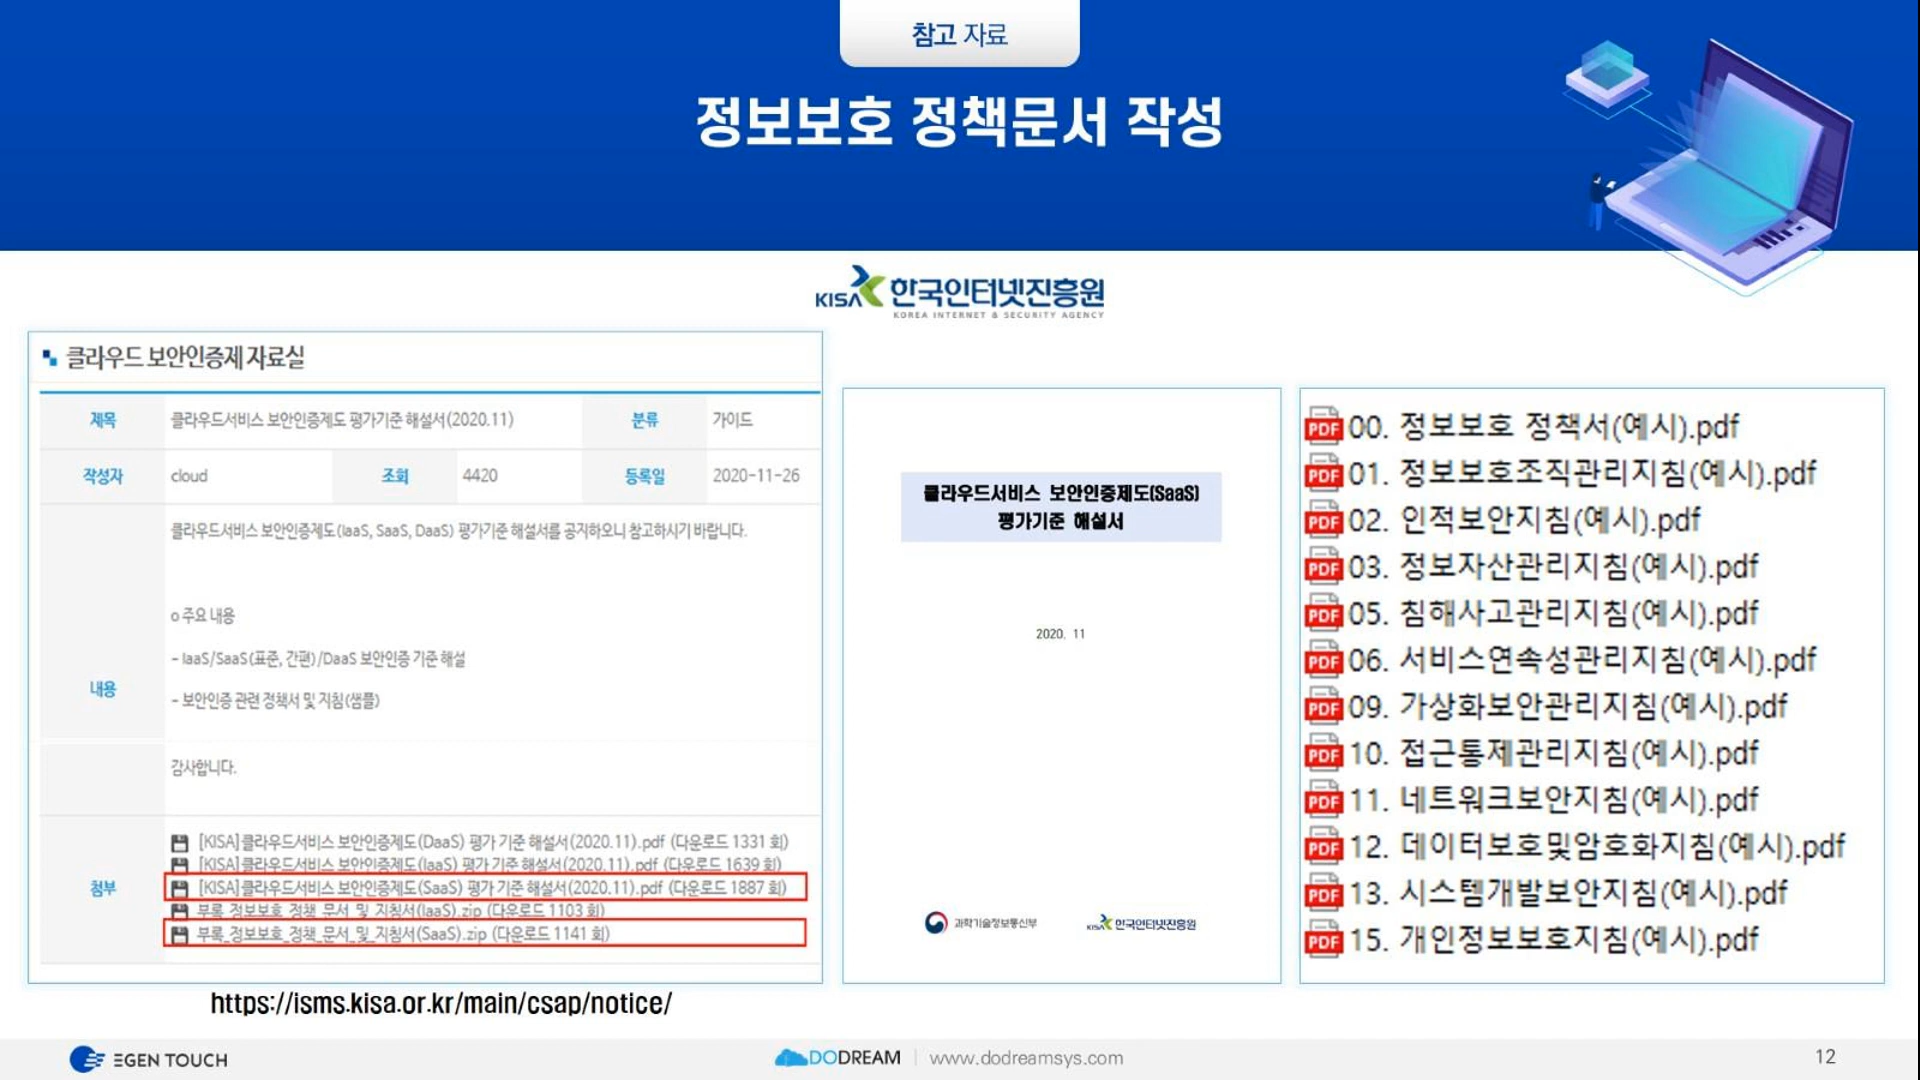 참고 자료
정보보호 정책문서 작성
KISA 한국인터넷진흥원
KOREA INTERNET & SECURITY AGENCY
클라우드 보안인증제 자료실
제목 클라우드서비스 보안인증제도 평가기준 해설서(2020.11) 분류 가이드
작성자 cloud 조회 4420 등록일 2020-11-26
클라우드서비스 보안인증제도(IaaS, SaaS, DaaS) 평가기준 해설서를 공지하오니 참고하시기 바랍니다.
o 주요 내용
- IaaS/SaaS(표준, 간편)/DaaS 보안인증 기준 해설
내용
- 보안인증 관련 정책서 및 지침(샘플)
감사합니다.
[KISA]클라우드서비스 보안인증제도(DaaS) 평가 기준 해설서(2020.11).pdf (다운로드 1331 회)
[KISA]클라우드서비스 보안인증제도(IaaS) 평가 기준 해설서(2020.11).pdf (다운로드 1639 회)
첨부 [KISA]클라우드서비스 보안인증제도(SaaS) 평가 기준 해설서(2020.11).pdf (다운로드 1887 회)
부록_정보보호_정책_문서_및_지침서(IaaS).zip (다운로드 1103 회)
부록_정보보호_정책_문서_및_지침서(SaaS).zip (다운로드 1141 회)
https://isms.kisa.or.kr/main/csap/notice/
클라우드서비스 보안인증제도(SaaS)
평가기준 해설서
2020. 11
과학기술정보통신부 KISA 한국인터넷진흥원
PDF 00. 정보보호 정책서(예시).pdf
PDF 01. 정보보호조직관리지침(예시).pdf
PDF 02. 인적보안지침(예시).pdf
PDF 03. 정보자산관리지침(예시).pdf
PDF 05. 침해사고관리지침(예시).pdf
PDF 06. 서비스연속성관리지침(예시).pdf
PDF 09. 가상화보안관리지침(예시).pdf
PDF 10. 접근통제관리지침(예시).pdf
PDF 11. 네트워크보안지침(예시).pdf
PDF 12. 데이터보호및암호화지침(예시).pdf
PDF 13. 시스템개발보안지침(예시).pdf
PDF 15. 개인정보보호지침(예시).pdf
EGEN TOUCH
DODREAM www.dodreamsys.com
12